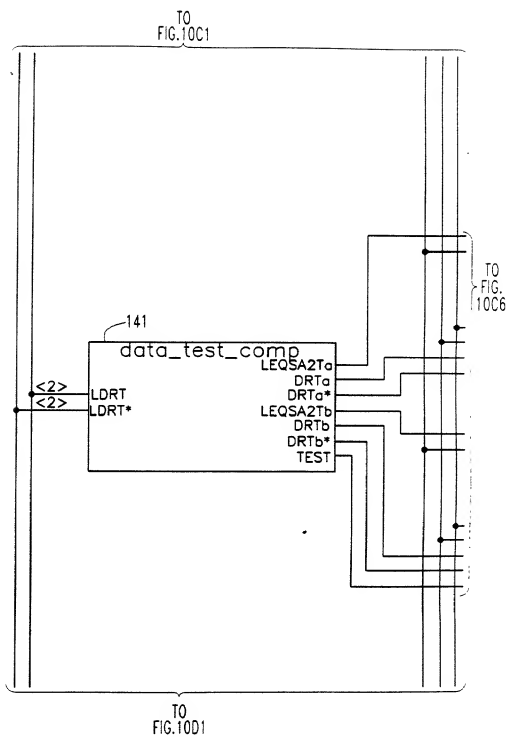 TO
FIG.10C1
TO
FIG.
10C6
141
data_test_comp
LEQSA2Ta
DRTa
<2>
LDRT
DRTa*
<2>
LDRT*
LEQSA2Tb
DRTb
DRTb*
TEST
TO
FIG.10D1